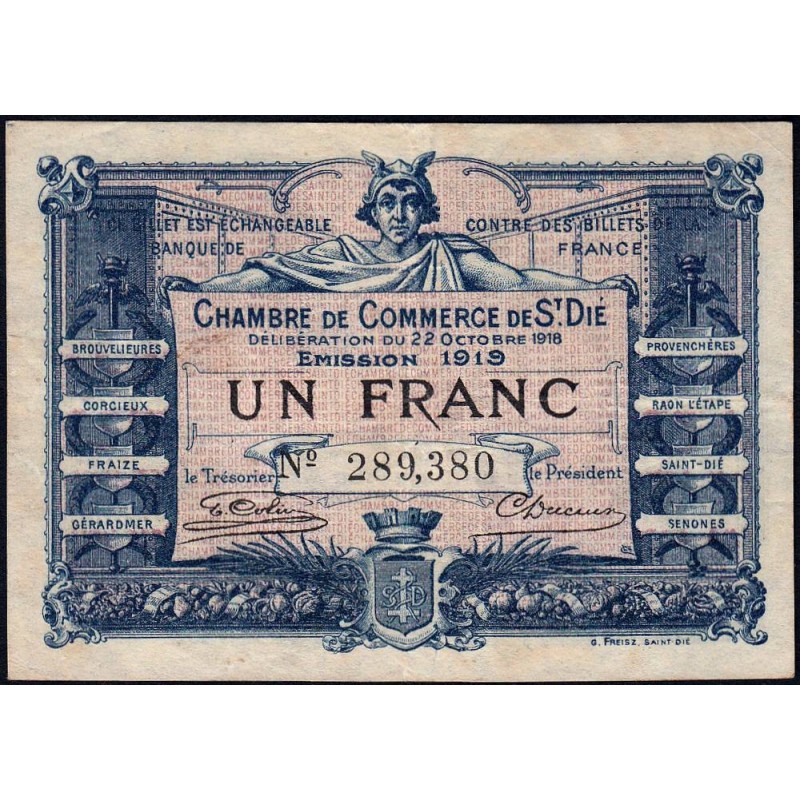 CE BILLET EST ÉCHANGEABLE CONTRE DES BILLETS DE LA
BANQUE DE FRANCE
CHAMBRE DE COMMERCE DE ST. DIÉ
DÉLIBÉRATION DU 22 OCTOBRE 1918
EMISSION 1919
UN FRANC
BROUVELIEURES
CORCIEUX
FRAIZE
GÉRARDMER
PROVENCHÈRES
RAON L'ÉTAPE
SAINT-DIÉ
SENONES
No 289,380
le Trésorier
le Président
SD
G. FREISZ, SAINT-DIÉ